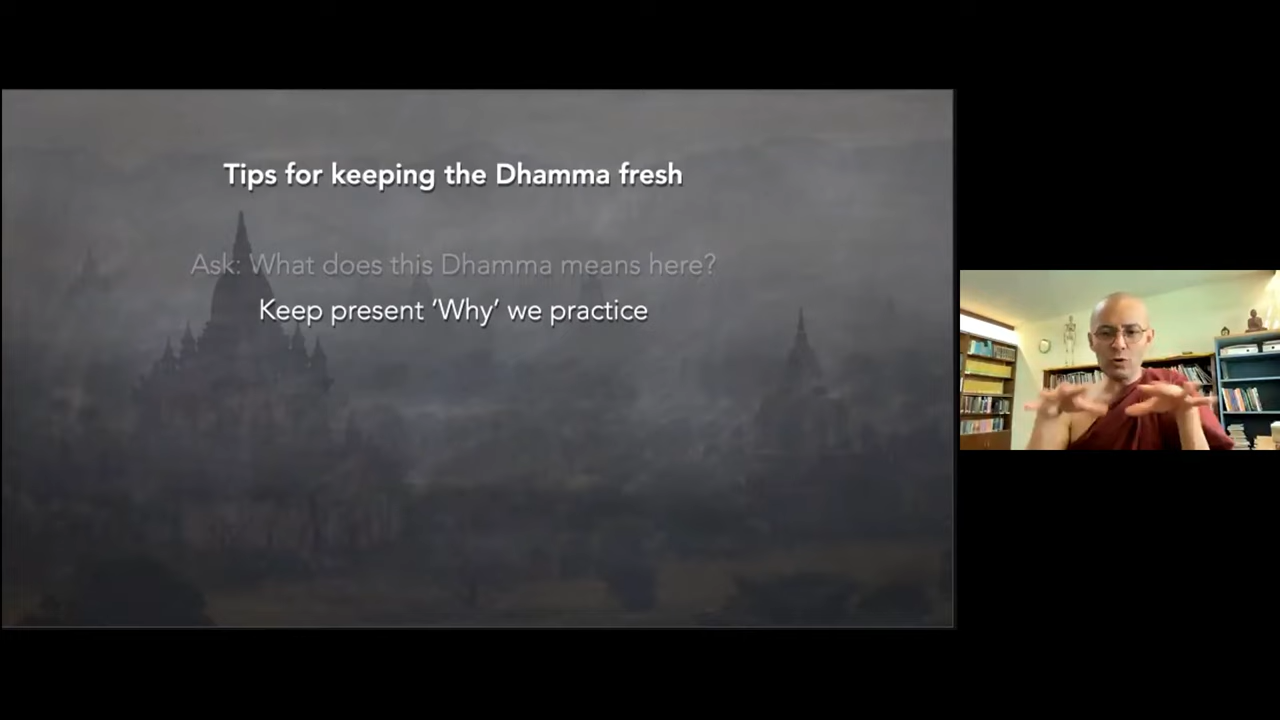 Tips for keeping the Dhamma fresh
Ask: What does this Dhamma means here?
Keep present ‘Why’ we practice